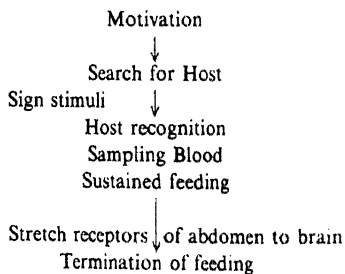 Motivation
Search for Host
Sign stimuli
Host recognition
Sampling Blood
Sustained feeding
Stretch receptors of abdomen to brain
Termination of feeding